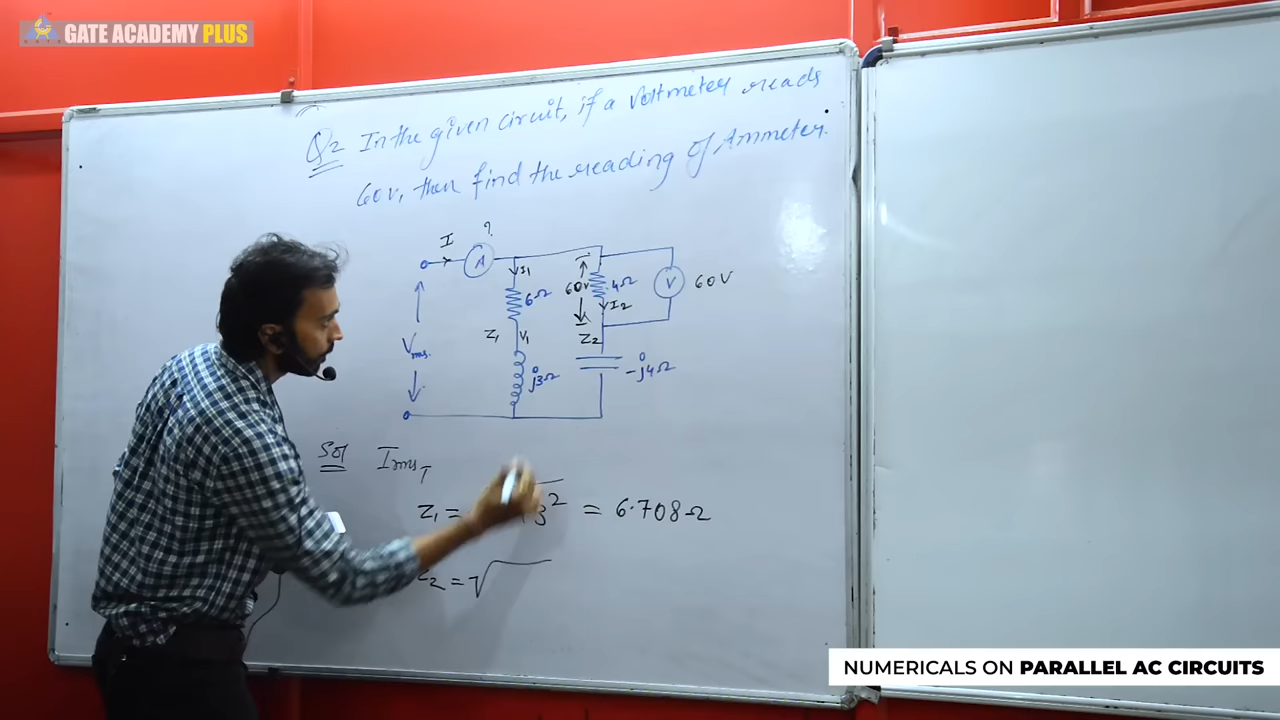 GATE ACADEMY PLUS
Q2 In the given circuit, if a Voltmeter reads
60V, then find the reading of Ammeter.
I
A
?
I1
6Ω
Z1
V1
j3Ω
60V
4Ω
I2
Z2
-j4Ω
V
60V
Vrms.
Sol
IrmsT
Z1 = 3² = 6.708Ω
Z2 = √
NUMERICALS ON PARALLEL AC CIRCUITS